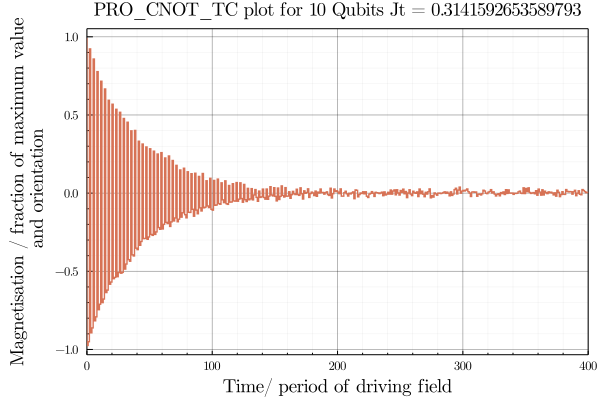 PRO_CNOT_TC plot for 10 Qubits Jt = 0.3141592653589793
Magnetisation / fraction of maximum value
and orientation
1.0
0.5
0.0
−0.5
−1.0
0 100 200 300 400
Time/ period of driving field